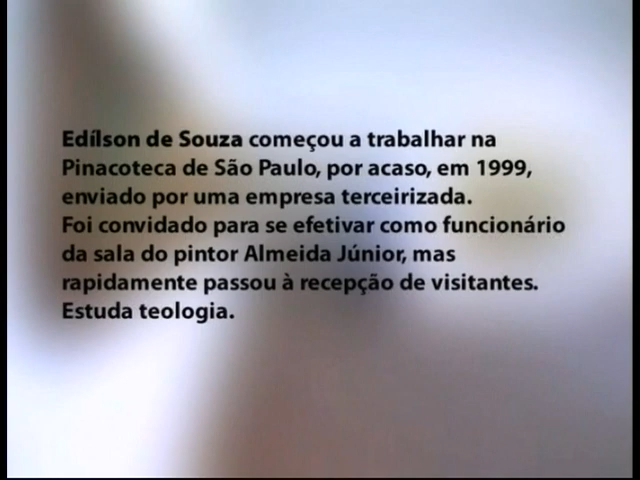 Edílson de Souza começou a trabalhar na
Pinacoteca de São Paulo, por acaso, em 1999,
enviado por uma empresa terceirizada.
Foi convidado para se efetivar como funcionário
da sala do pintor Almeida Júnior, mas
rapidamente passou à recepção de visitantes.
Estuda teologia.